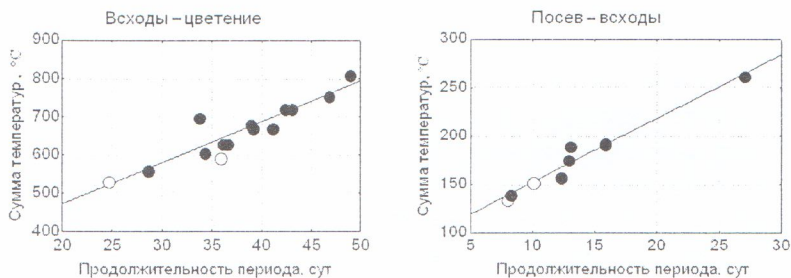 Всходы – цветение
Сумма температур, °C
900
800
700
600
500
400
20 25 30 35 40 45 50
Продолжительность периода, сут
Посев – всходы
Сумма температур, °C
300
250
200
150
100
5 10 15 20 25 30
Продолжительность периода, сут